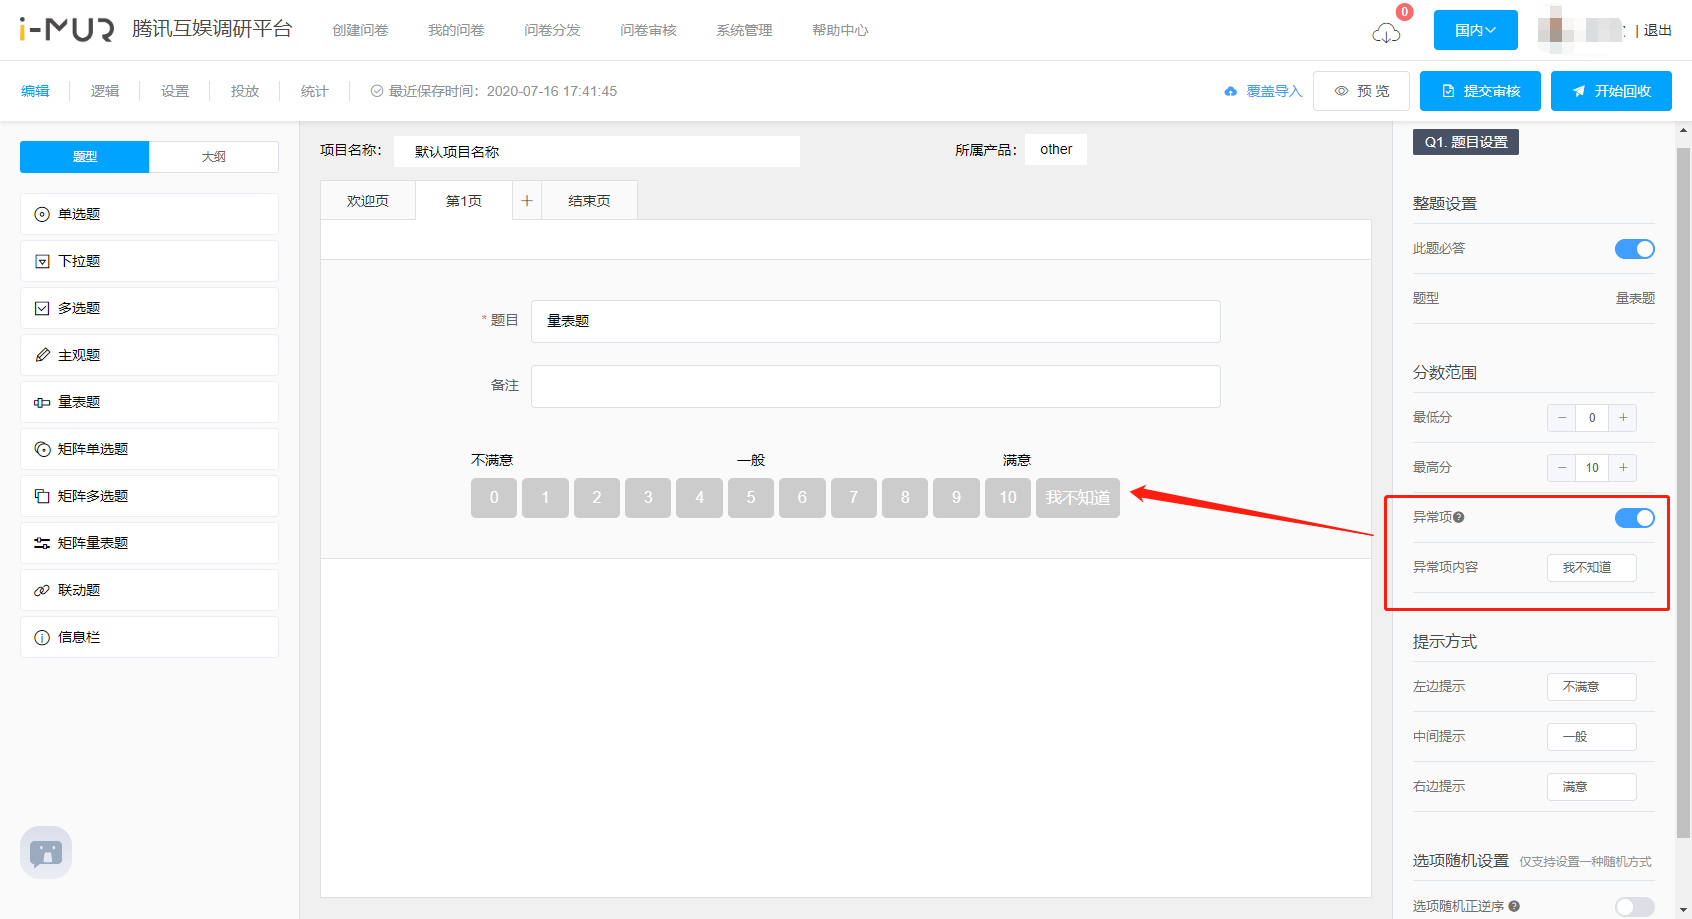 i-MUR 腾讯互娱调研平台 创建问卷 我的问卷 问卷分发 问卷审核 系统管理 帮助中心 0 国内 | 退出
编辑 逻辑 设置 投放 统计 最近保存时间：2020-07-16 17:41:45 覆盖导入 预 览 提交审核 开始回收
题型 大纲
单选题
下拉题
多选题
主观题
量表题
矩阵单选题
矩阵多选题
矩阵量表题
联动题
信息栏
项目名称： 默认项目名称 所属产品： other
欢迎页 第1页 + 结束页
* 题目 量表题
备注
不满意 一般 满意
0 1 2 3 4 5 6 7 8 9 10 我不知道
Q1. 题目设置
整题设置
此题必答
题型 量表题
分数范围
最低分 − 0 +
最高分 − 10 +
异常项
异常项内容 我不知道
提示方式
左边提示 不满意
中间提示 一般
右边提示 满意
选项随机设置 仅支持设置一种随机方式
选项随机正逆序